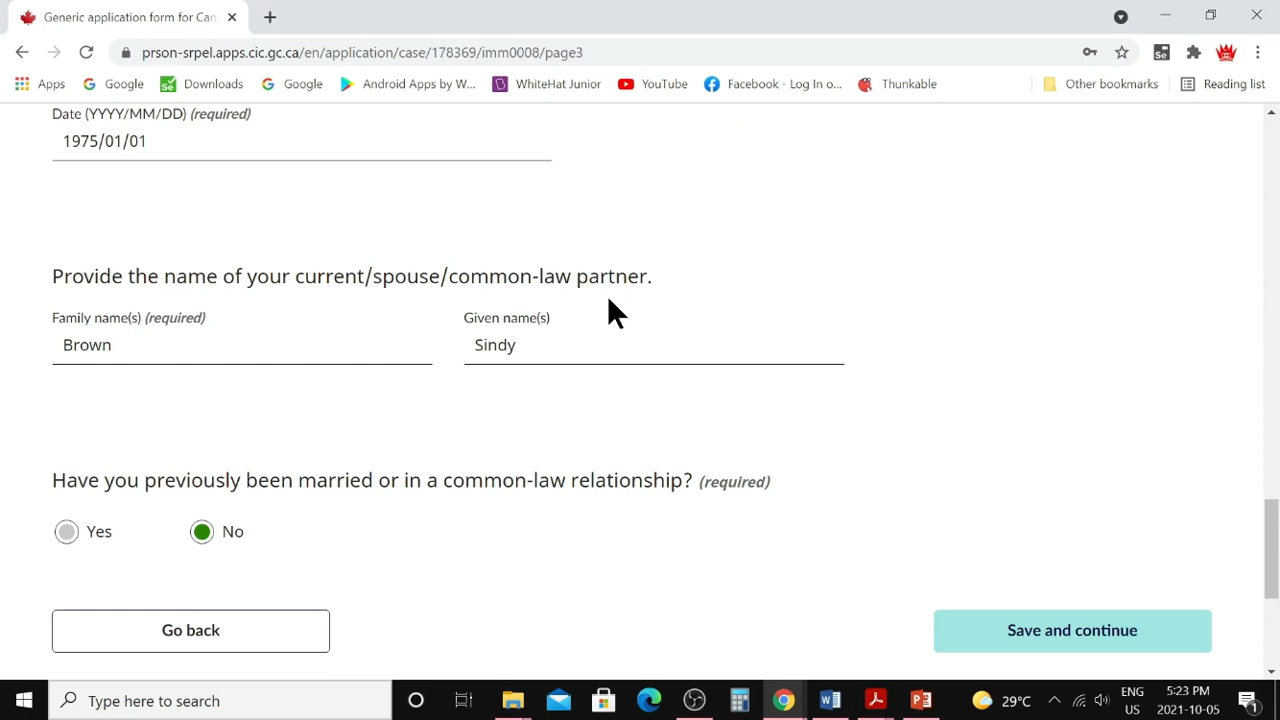 Generic application form for Can
prson-srpel.apps.cic.gc.ca/en/application/case/178369/imm0008/page3
Apps Google Downloads Google Android Apps by W... WhiteHat Junior YouTube Facebook - Log In o... Thunkable Other bookmarks Reading list
Date (YYYY/MM/DD) (required)
1975/01/01
Provide the name of your current/spouse/common-law partner.
Family name(s) (required) Given name(s)
Brown Sindy
Have you previously been married or in a common-law relationship? (required)
Yes No
Go back Save and continue
Type here to search 29°C ENG 5:23 PM
US 2021-10-05 1